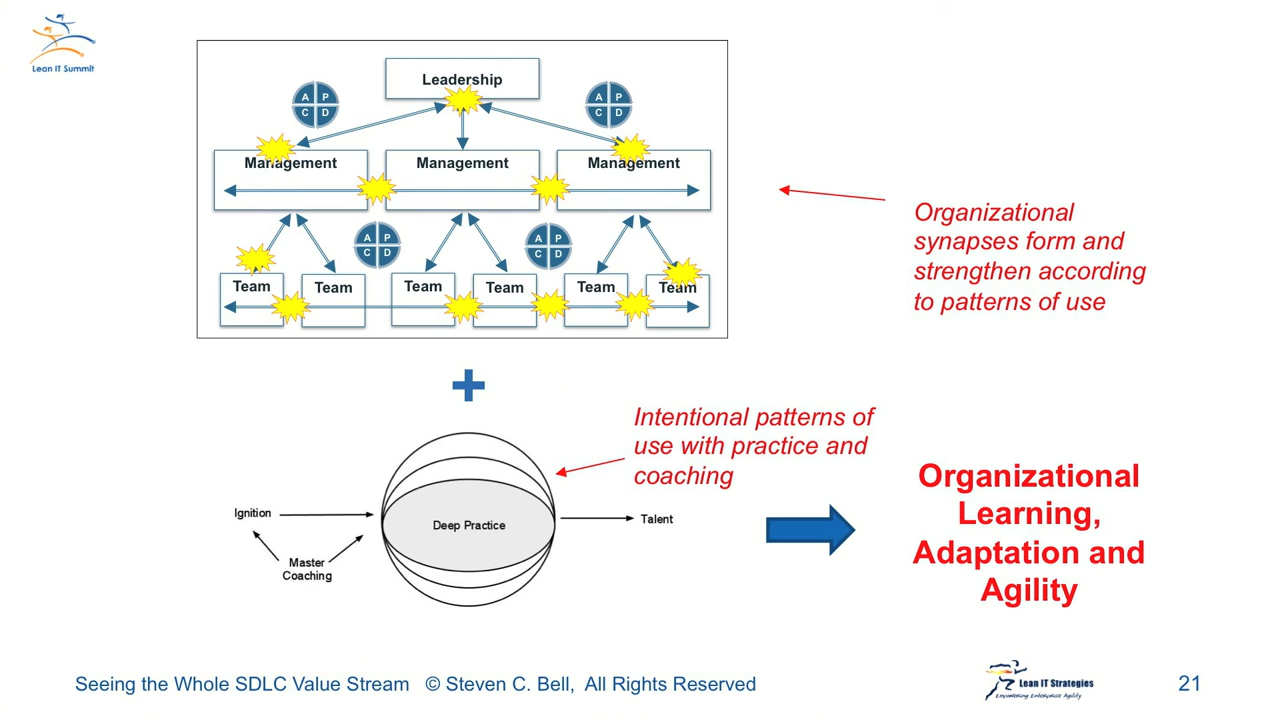 Lean IT Summit
Leadership
A P
C D
A P
C D
Management Management Management
A P
C D
A P
C D
Team Team Team Team Team Team
Organizational
synapses form and
strengthen according
to patterns of use
+
Intentional patterns of
use with practice and
coaching
Ignition
Deep Practice
Talent
Master
Coaching
Organizational
Learning,
Adaptation and
Agility
Seeing the Whole SDLC Value Stream © Steven C. Bell, All Rights Reserved
Lean IT Strategies
Empowering Enterprise Agility
21